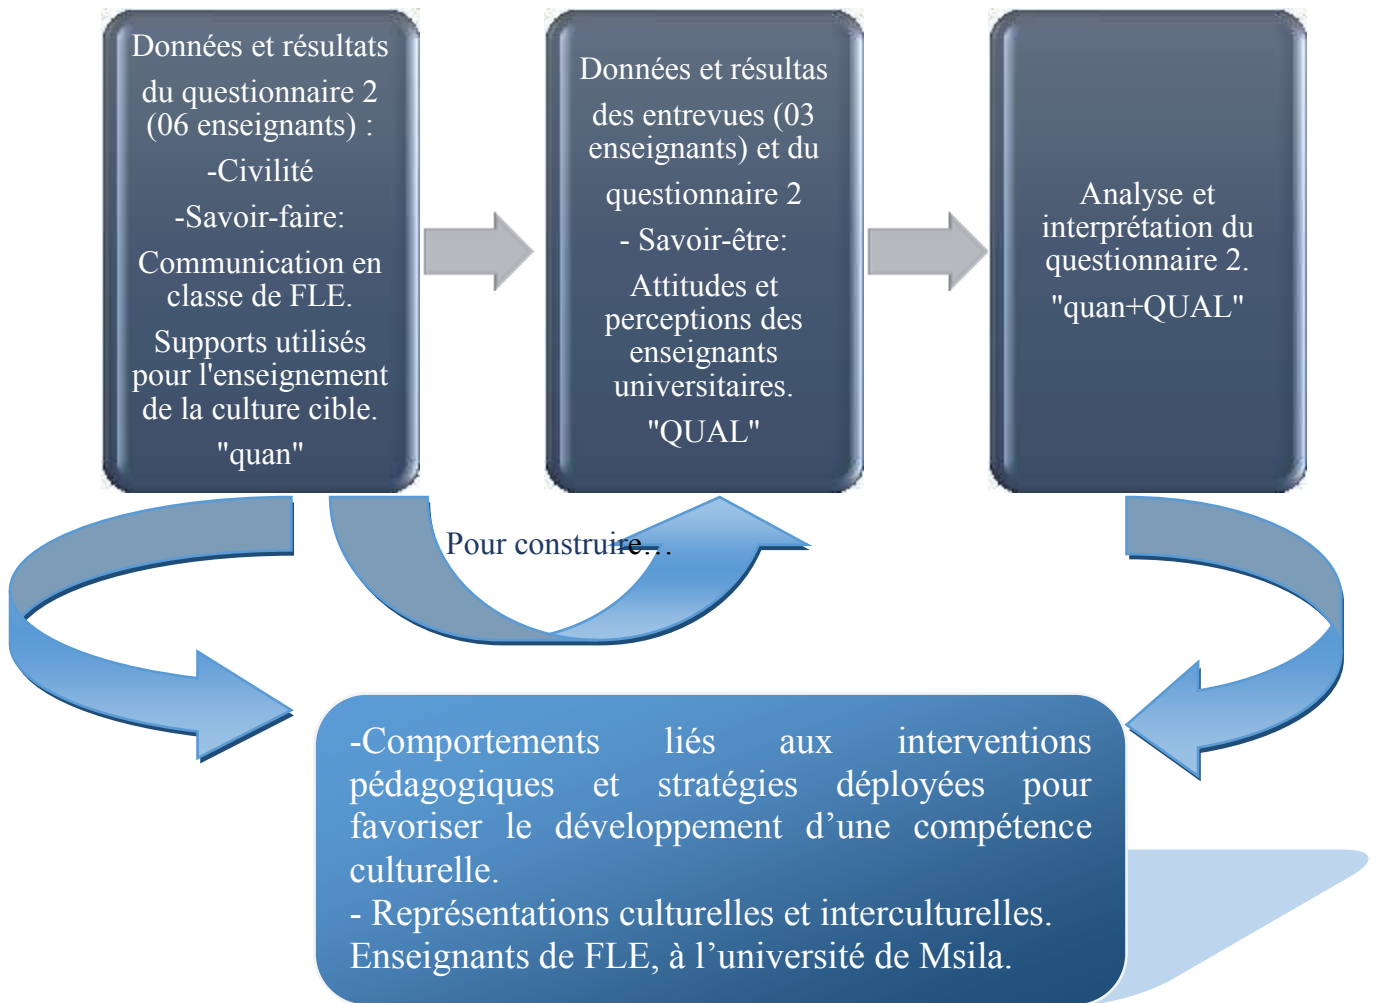 Données et résultats
du questionnaire 2
(06 enseignants) :
-Civilité
-Savoir-faire:
Communication en
classe de FLE.
Supports utilisés
pour l'enseignement
de la culture cible.
"quan"
Données et résultas
des entrevues (03
enseignants) et du
questionnaire 2
- Savoir-être:
Attitudes et
perceptions des
enseignants
universitaires.
"QUAL"
Analyse et
interprétation du
questionnaire 2.
"quan+QUAL"
Pour construire…
-Comportements liés aux interventions
pédagogiques et stratégies déployées pour
favoriser le développement d’une compétence
culturelle.
- Représentations culturelles et interculturelles.
Enseignants de FLE, à l’université de Msila.